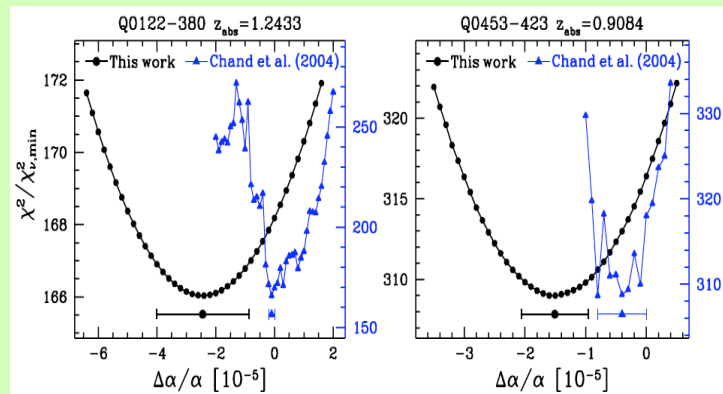 Q0122−380 z_abs=1.2433
This work Chand et al. (2004)
χ²/χ²_ν,min
172
170
168
166
250
200
150
−6 −4 −2 0 2
Δα/α [10⁻⁵]
Q0453−423 z_abs=0.9084
This work Chand et al. (2004)
320
315
310
330
320
310
−3 −2 −1 0
Δα/α [10⁻⁵]